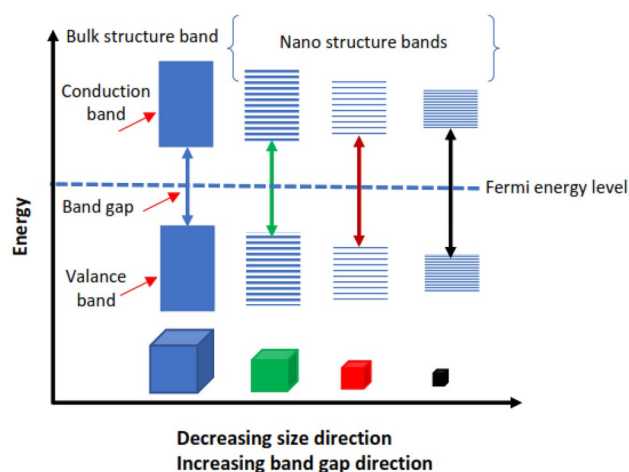 Bulk structure band
Nano structure bands
Conduction
band
Fermi energy level
Band gap
Energy
Valance
band
Decreasing size direction
Increasing band gap direction